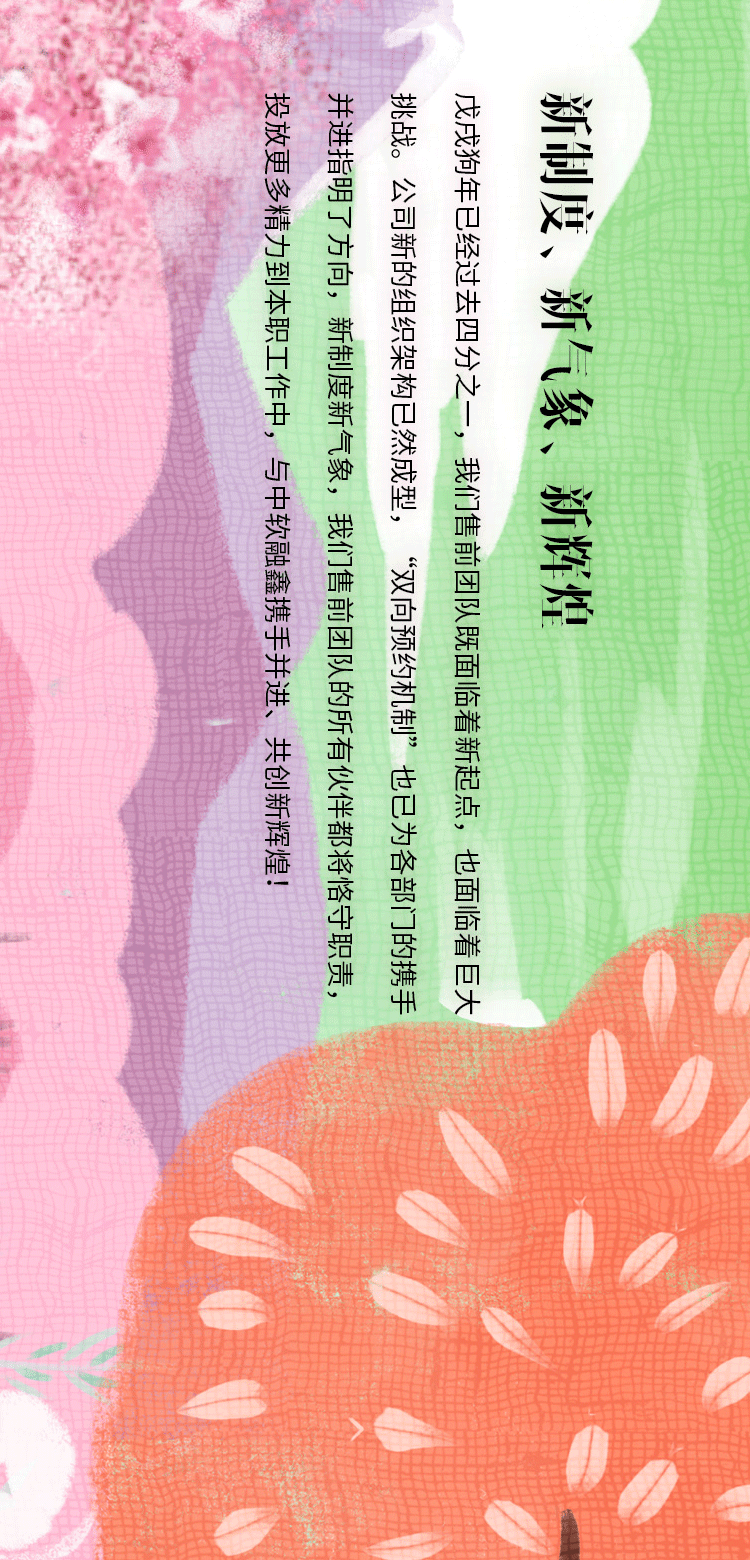 新制度、新气象、新辉煌
戊戌狗年已经过去四分之一，我们售前团队既面临着新起点，也面临着巨大
挑战。公司新的组织架构已然成型，“双向预约机制”也已为各部门的携手
并进指明了方向，新制度新气象，我们售前团队的所有伙伴都将恪守职责，
投放更多精力到本职工作中，与中软融鑫携手并进、共创新辉煌！